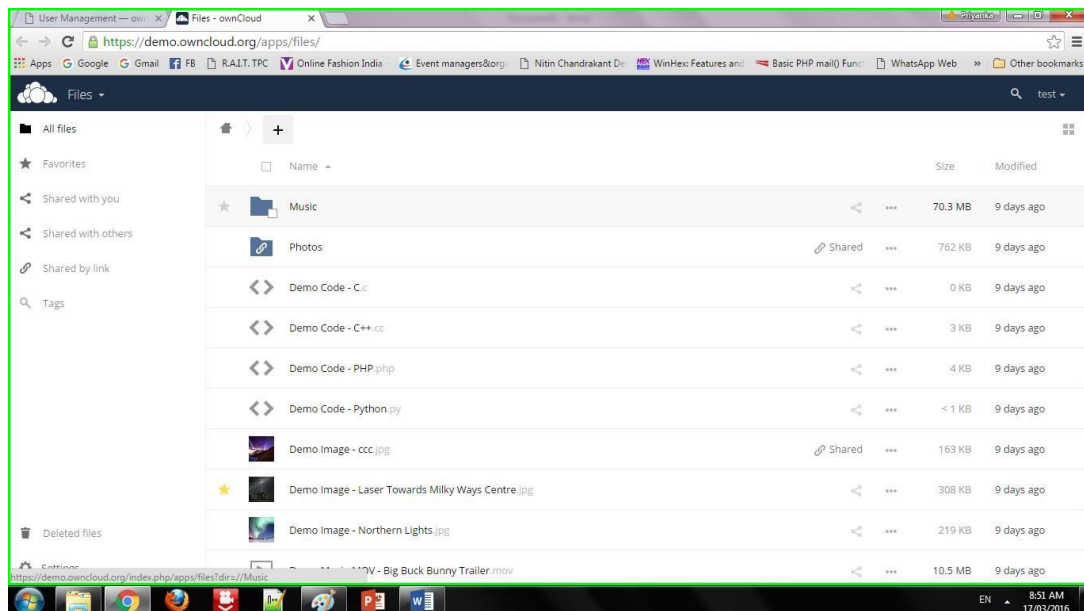 User Management — own
Files - ownCloud
Priyanka
https://demo.owncloud.org/apps/files/
Apps Google Gmail FB R.A.I.T. TPC Online Fashion India Event managers&org Nitin Chandrakant De WinHex: Features and Basic PHP mail() Func WhatsApp Web » Other bookmarks
Files test
All files
+
Favorites
Name Size Modified
Shared with you
Music 70.3 MB 9 days ago
Shared with others
Photos Shared 762 KB 9 days ago
Shared by link
Demo Code - C.c 0 KB 9 days ago
Tags
Demo Code - C++.cc 3 KB 9 days ago
Demo Code - PHP.php 4 KB 9 days ago
Demo Code - Python.py < 1 KB 9 days ago
Demo Image - ccc.jpg Shared 163 KB 9 days ago
Demo Image - Laser Towards Milky Ways Centre.jpg 308 KB 9 days ago
Deleted files
Demo Image - Northern Lights.jpg 219 KB 9 days ago
Settings
MOV - Big Buck Bunny Trailer.mov 10.5 MB 9 days ago
https://demo.owncloud.org/index.php/apps/files?dir=//Music
EN 8:51 AM
17/03/2016